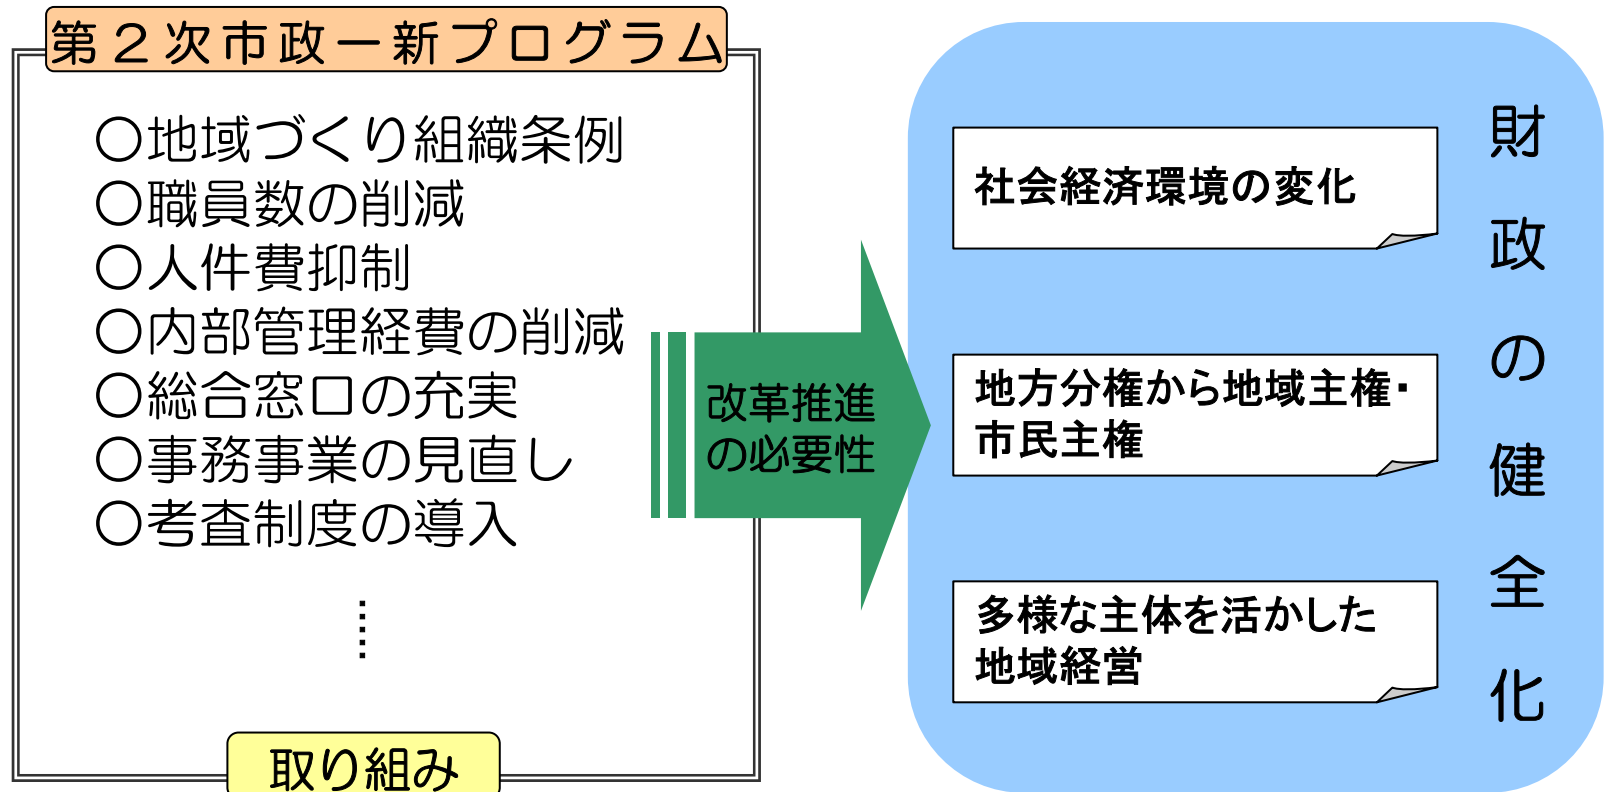 第２次市政一新プログラム
○地域づくり組織条例
○職員数の削減
○人件費抑制
○内部管理経費の削減
○総合窓口の充実
○事務事業の見直し
○考査制度の導入
……
取り組み
改革推進
の必要性
社会経済環境の変化
地方分権から地域主権・
市民主権
多様な主体を活かした
地域経営
財政の健全化